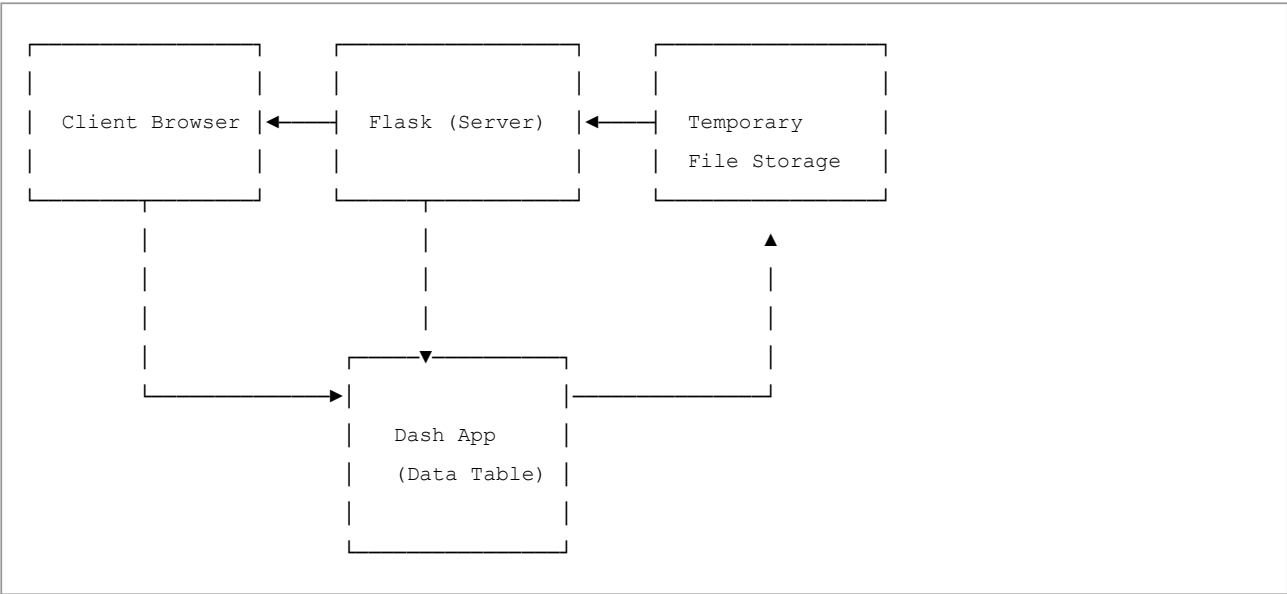 Client Browser
Flask (Server)
Temporary
File Storage
Dash App
(Data Table)